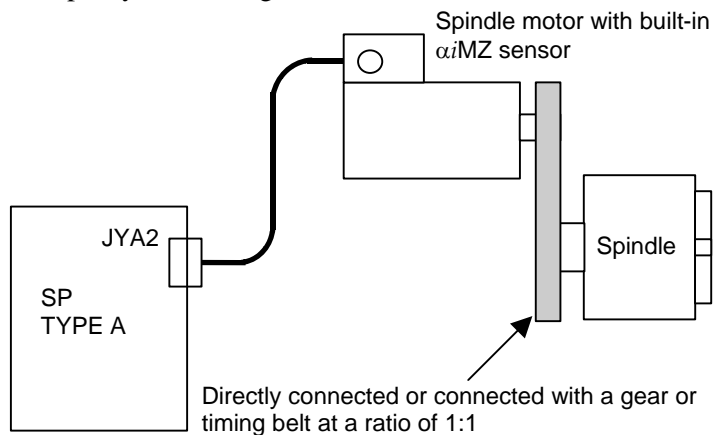 Spindle motor with built-in
αiMZ sensor
JYA2
Spindle
SP
TYPE A
Directly connected or connected with a gear or
timing belt at a ratio of 1:1